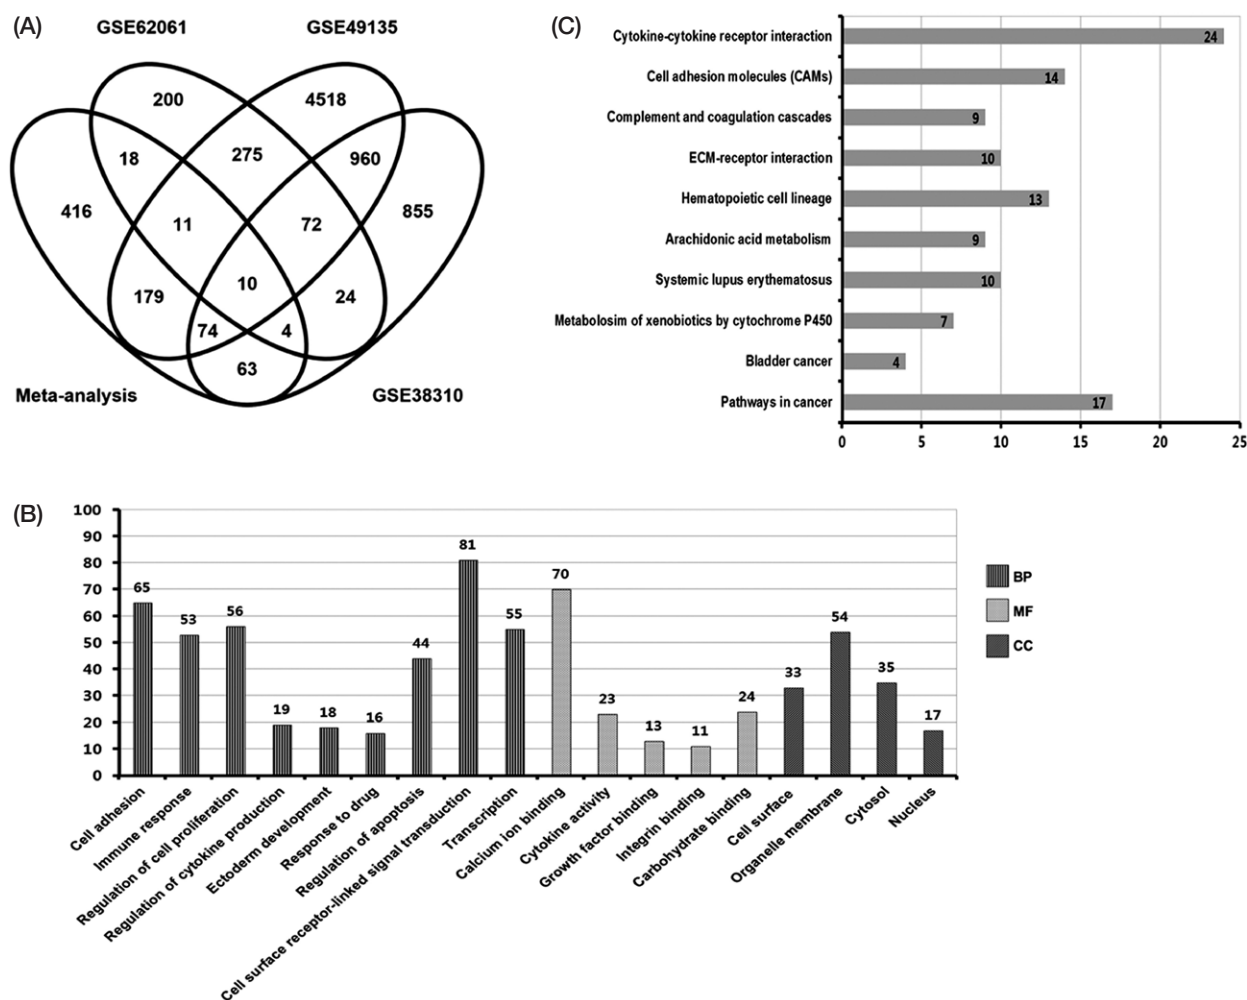 (A)
GSE62061
GSE49135
200
4518
18
275
960
416
11
72
855
179
10
24
74
4
63
Meta-analysis
GSE38310
(C)
Cytokine-cytokine receptor interaction
24
Cell adhesion molecules (CAMs)
14
Complement and coagulation cascades
9
ECM-receptor interaction
10
Hematopoietic cell lineage
13
Arachidonic acid metabolism
9
Systemic lupus erythematosus
10
Metabolosim of xenobiotics by cytochrome P450
7
Bladder cancer
4
Pathways in cancer
17
0 5 10 15 20 25
(B)
100
90
80
70
60
50
40
30
20
10
0
65
53
56
19
18
16
44
81
55
70
23
13
11
24
33
54
35
17
Cell adhesion
Immune response
Regulation of cell proliferation
Regulation of cytokine production
Ectoderm development
Response to drug
Regulation of apoptosis
Cell surface receptor-linked signal transduction
Transcription
Calcium ion binding
Cytokine activity
Growth factor binding
Integrin binding
Carbohydrate binding
Cell surface
Organelle membrane
Cytosol
Nucleus
BP
MF
CC